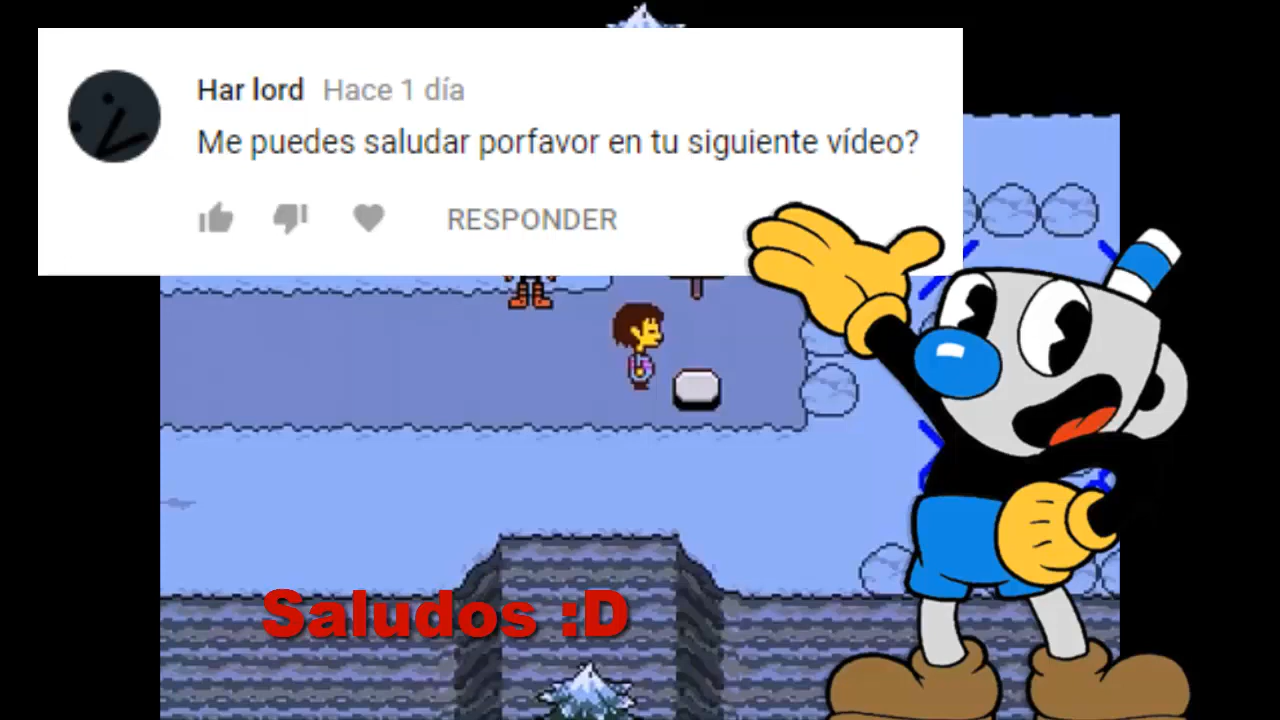 Har lord Hace 1 día
Me puedes saludar porfavor en tu siguiente vídeo?
RESPONDER
Saludos :D